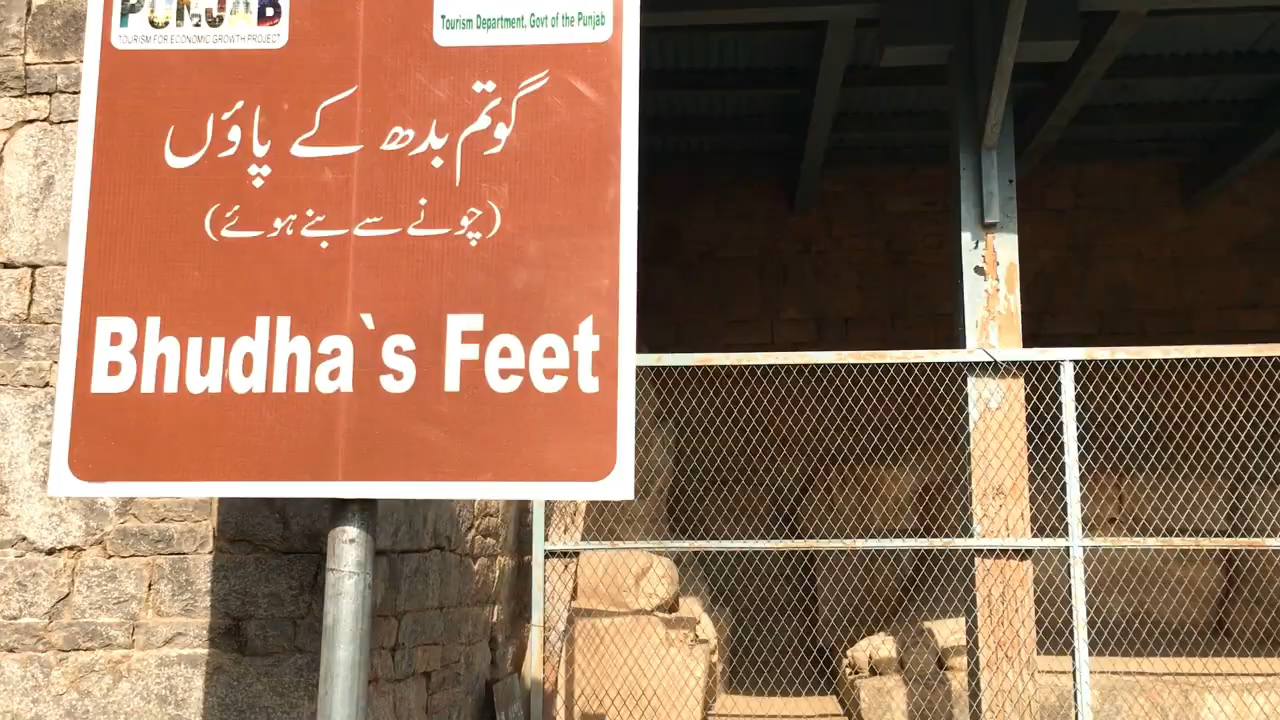 PUNJAB
TOURISM FOR ECONOMIC GROWTH PROJECT
Tourism Department, Govt of the Punjab
گوتم بدھ کے پاؤں
(چونے سے بنے ہوئے)
Bhudha`s Feet